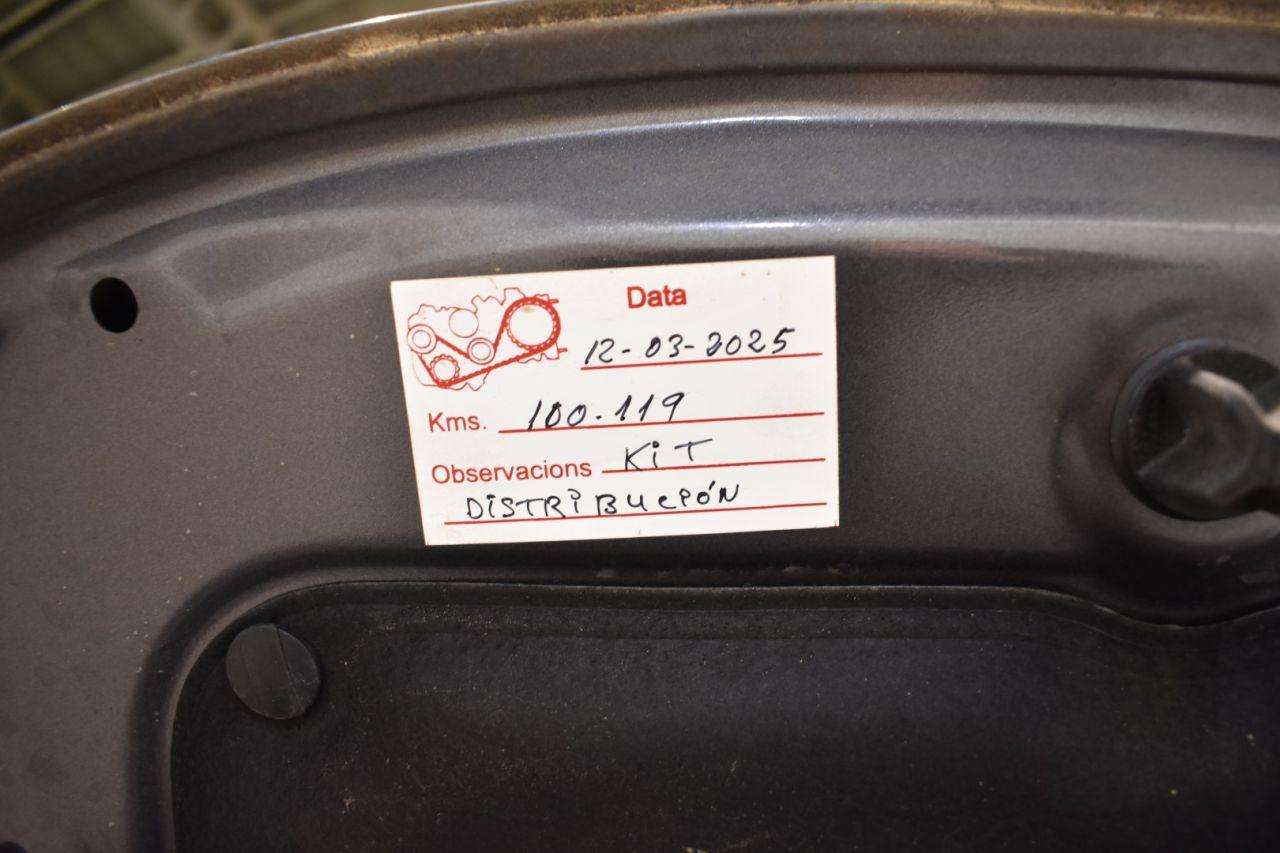 Data
12-03-2025
Kms. 100.119
Observacions KiT
DiSTRiBUCIÓN